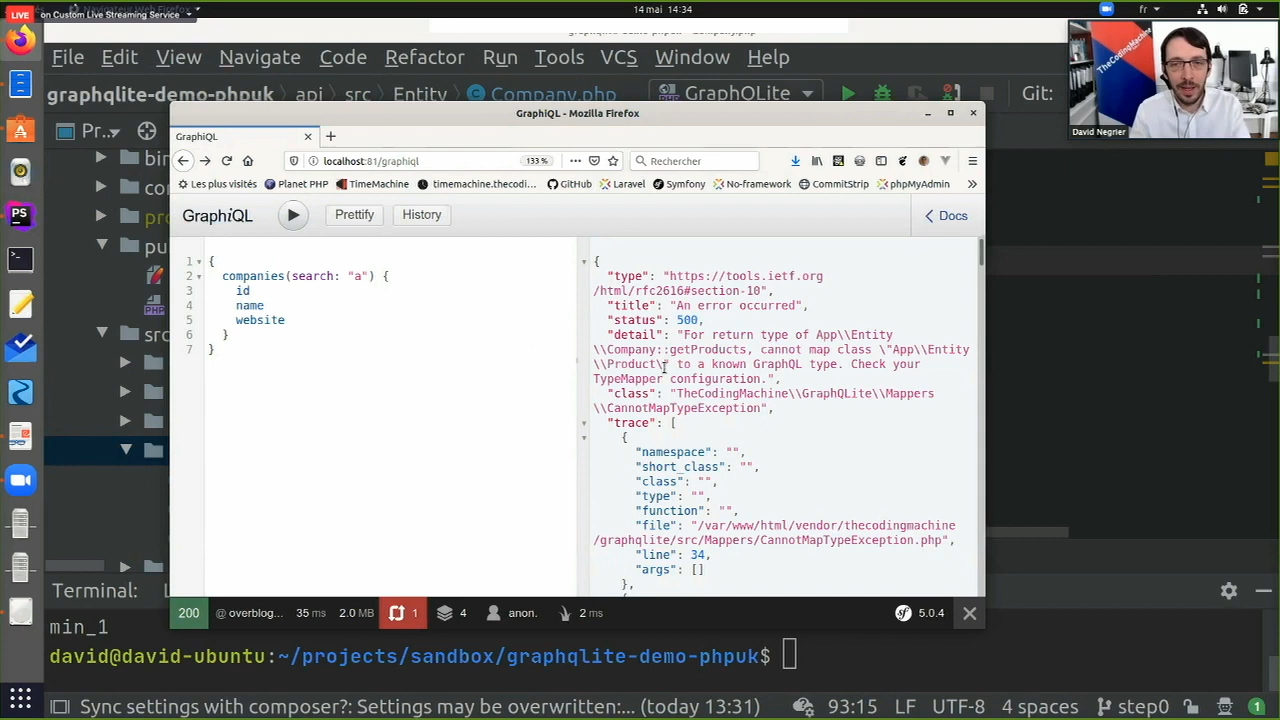 LIVE on Custom Live Streaming Service
14 mai 14:34
fr
File Edit View Navigate Code Refactor Run Tools VCS Window Help
graphqlite-demo-phpuk api src Entity Company.php GraphQLite Git:
TheCodingMachine
David Negrier
GraphiQL - Mozilla Firefox
GraphiQL
localhost:81/graphiql 133 % Rechercher
Les plus visités Planet PHP TimeMachine timemachine.thecodi... GitHub Laravel Symfony No-framework CommitStrip phpMyAdmin
GraphiQL Prettify History Docs
1 {
2 companies(search: "a") {
3 id
4 name
5 website
6 }
7 }
{
"type": "https://tools.ietf.org
/html/rfc2616#section-10",
"title": "An error occurred",
"status": 500,
"detail": "For return type of App\\Entity
\\Company::getProducts, cannot map class \"App\\Entity
\\Product\" to a known GraphQL type. Check your
TypeMapper configuration.",
"class": "TheCodingMachine\\GraphQLite\\Mappers
\\CannotMapTypeException",
"trace": [
{
"namespace": "",
"short_class": "",
"class": "",
"type": "",
"function": "",
"file": "/var/www/html/vendor/thecodingmachine
/graphqlite/src/Mappers/CannotMapTypeException.php",
"line": 34,
"args": []
},
200 @ overblog... 35 ms 2.0 MB 1 4 anon. 2 ms 5.0.4
Pr...
bin
co
pu
src
PS
Terminal:
min_1
david@david-ubuntu:~/projects/sandbox/graphqlite-demo-phpuk$
Sync settings with composer?: Settings may be overwritten:... (today 13:31) 93:15 LF UTF-8 4 spaces step0 1